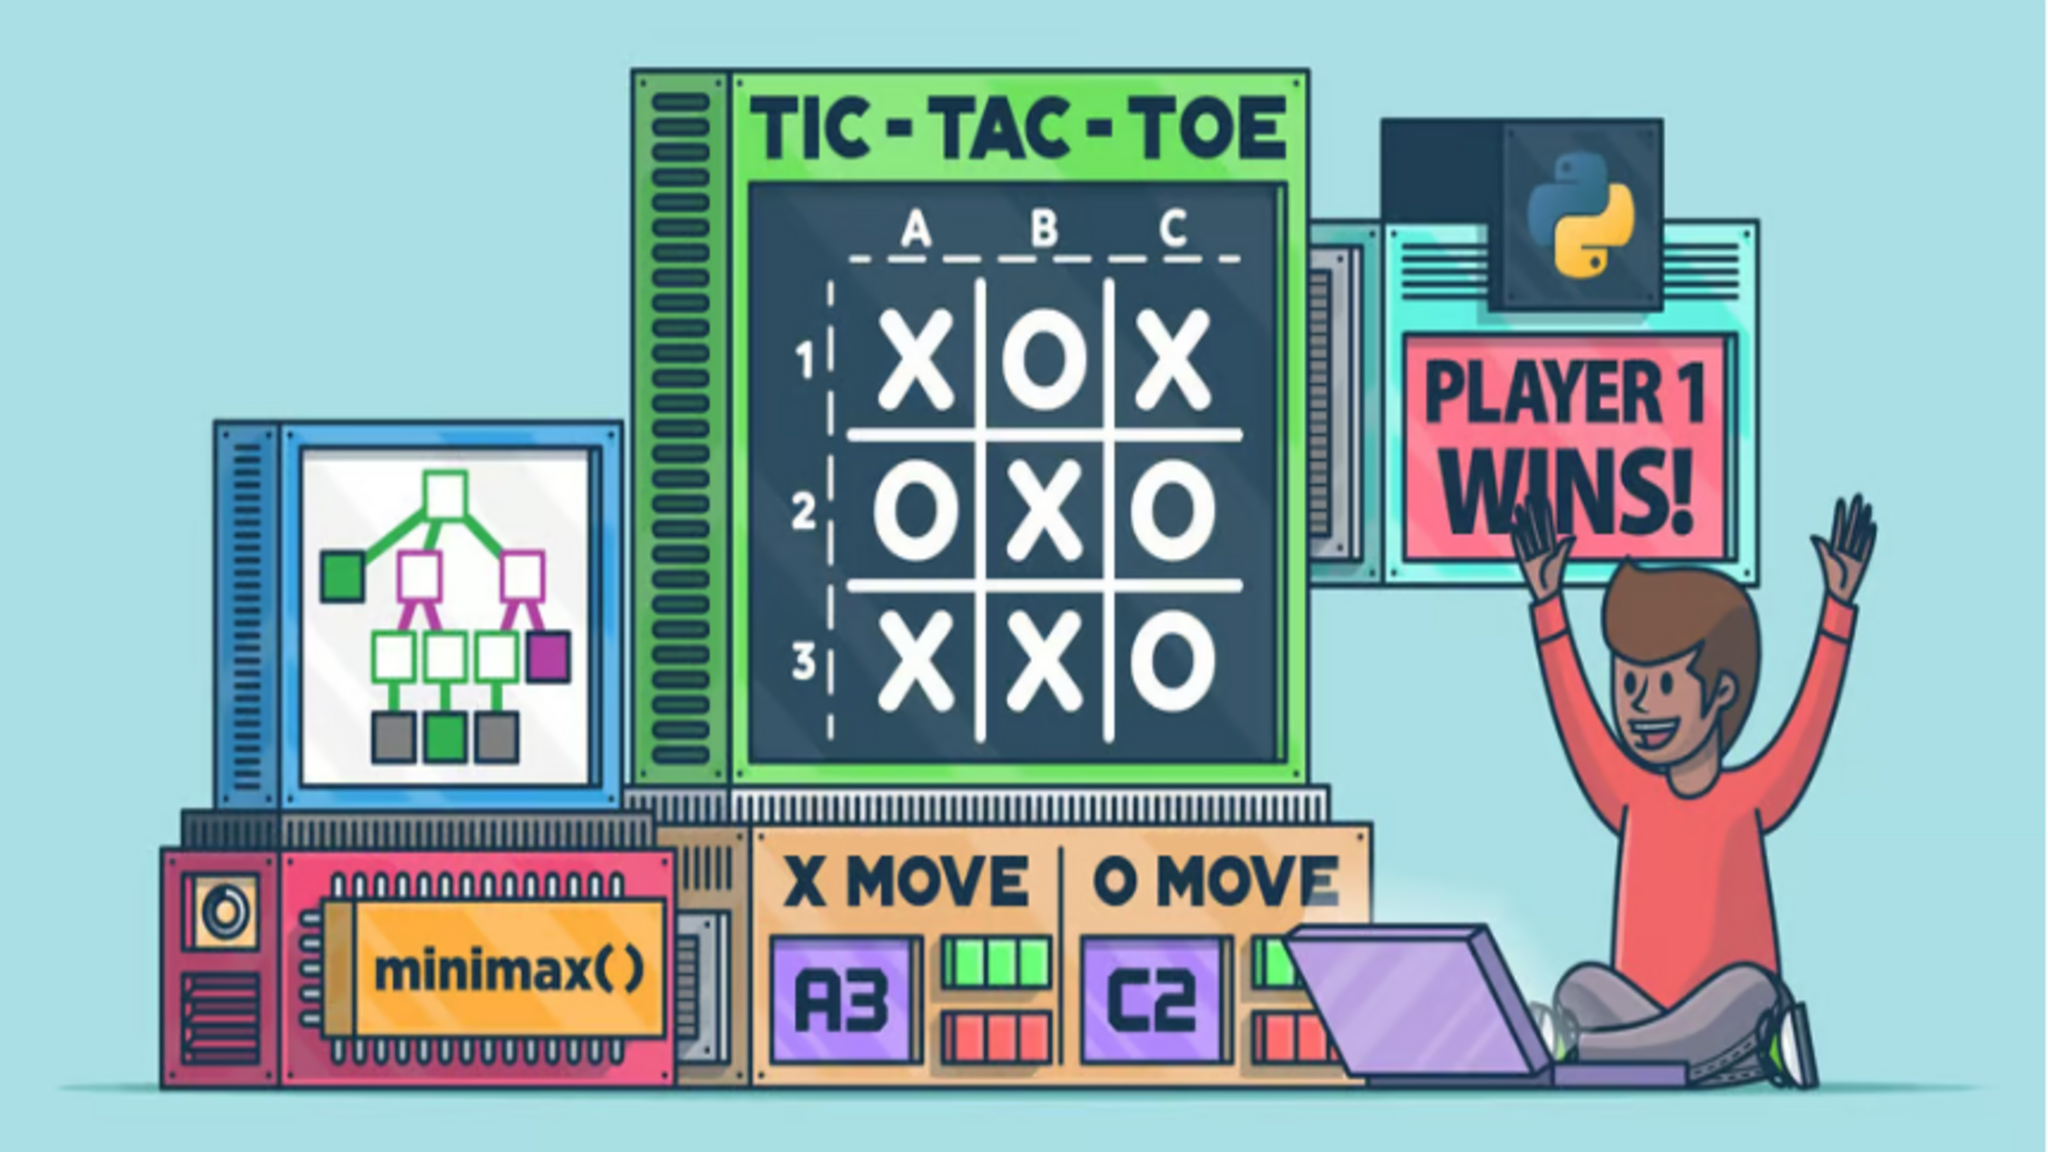 TIC-TAC-TOE
A B C
1 X O X
2 O X O
3 X X O
PLAYER 1
WINS!
minimax()
X MOVE
A3
O MOVE
C2